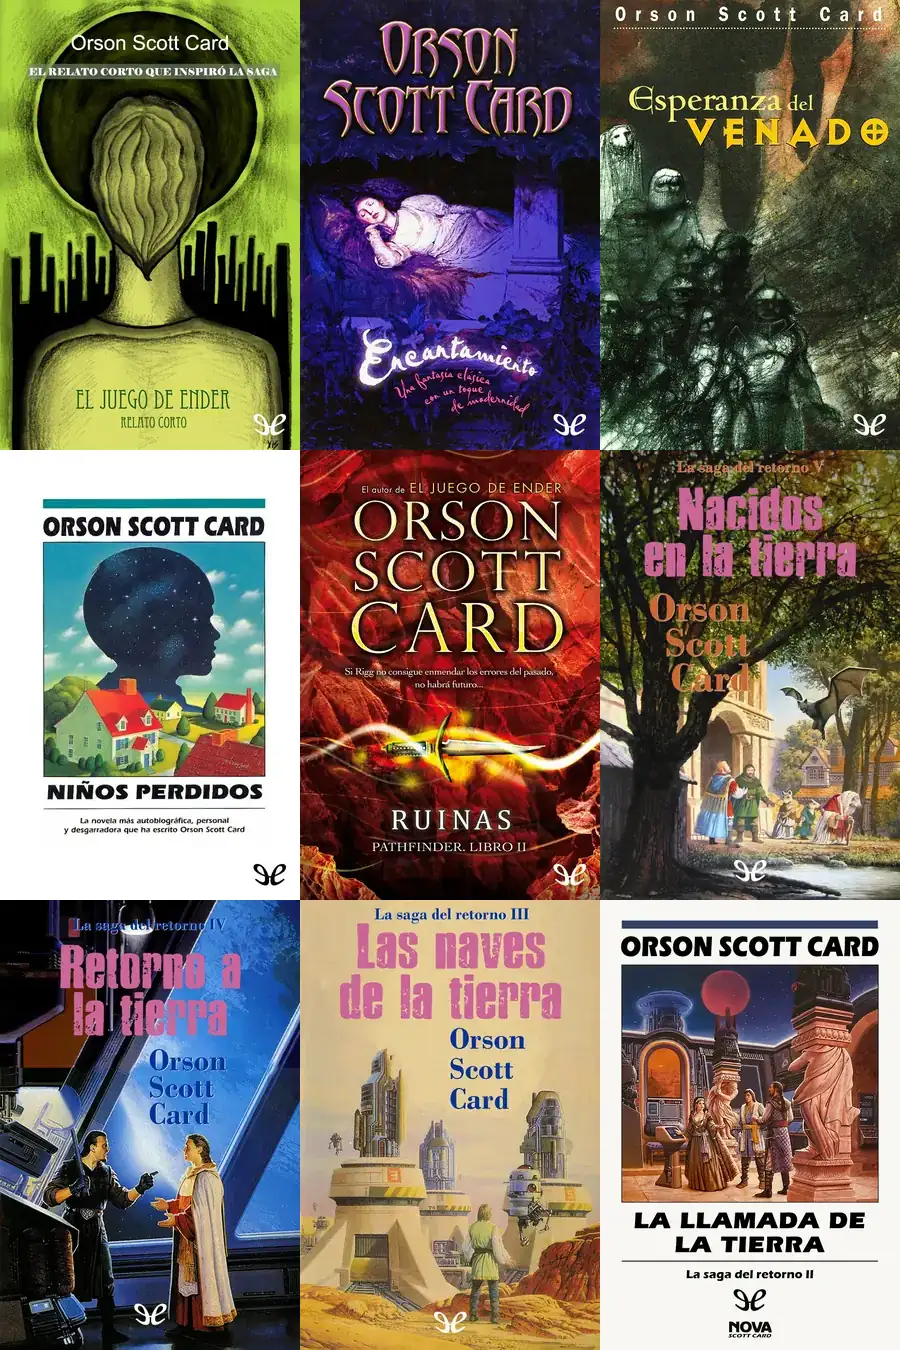 Orson Scott Card
EL RELATO CORTO QUE INSPIRÓ LA SAGA
EL JUEGO DE ENDER
RELATO CORTO
ORSON
SCOTT CARD
Encantamiento
Una fantasía clásica
con un toque
de modernidad
Orson Scott Card
Esperanza del
VENADO
ORSON SCOTT CARD
NIÑOS PERDIDOS
La novela más autobiográfica, personal
y desgarradora que ha escrito Orson Scott Card
El autor de EL JUEGO DE ENDER
ORSON
SCOTT
CARD
Si Rigg no consigue enmendar los errores del pasado,
no habrá futuro...
RUINAS
PATHFINDER. LIBRO II
La saga del retorno V
Nacidos
en la tierra
Orson
Scott
Card
La saga del retorno IV
Retorno a
la tierra
Orson
Scott
Card
La saga del retorno III
Las naves
de la tierra
Orson
Scott
Card
ORSON SCOTT CARD
LA LLAMADA DE
LA TIERRA
La saga del retorno II
NOVA
SCOTT CARD